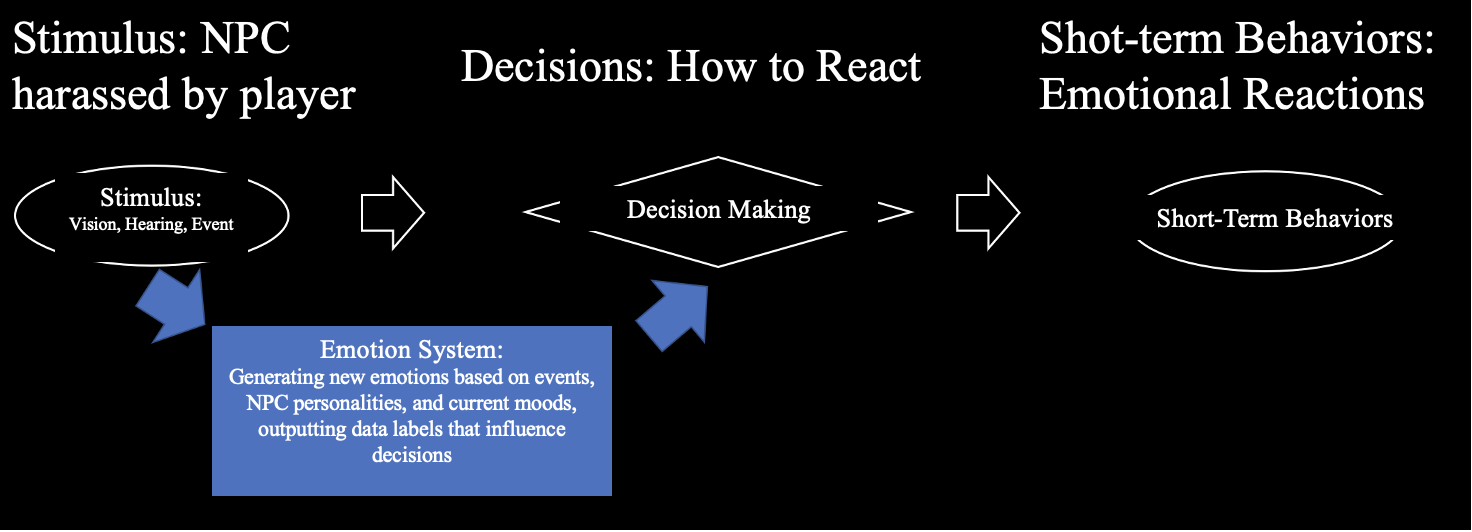 Stimulus: NPC
harassed by player
Decisions: How to React
Shot-term Behaviors:
Emotional Reactions
Stimulus:
Vision, Hearing, Event
Decision Making
Short-Term Behaviors
Emotion System:
Generating new emotions based on events,
NPC personalities, and current moods,
outputting data labels that influence
decisions